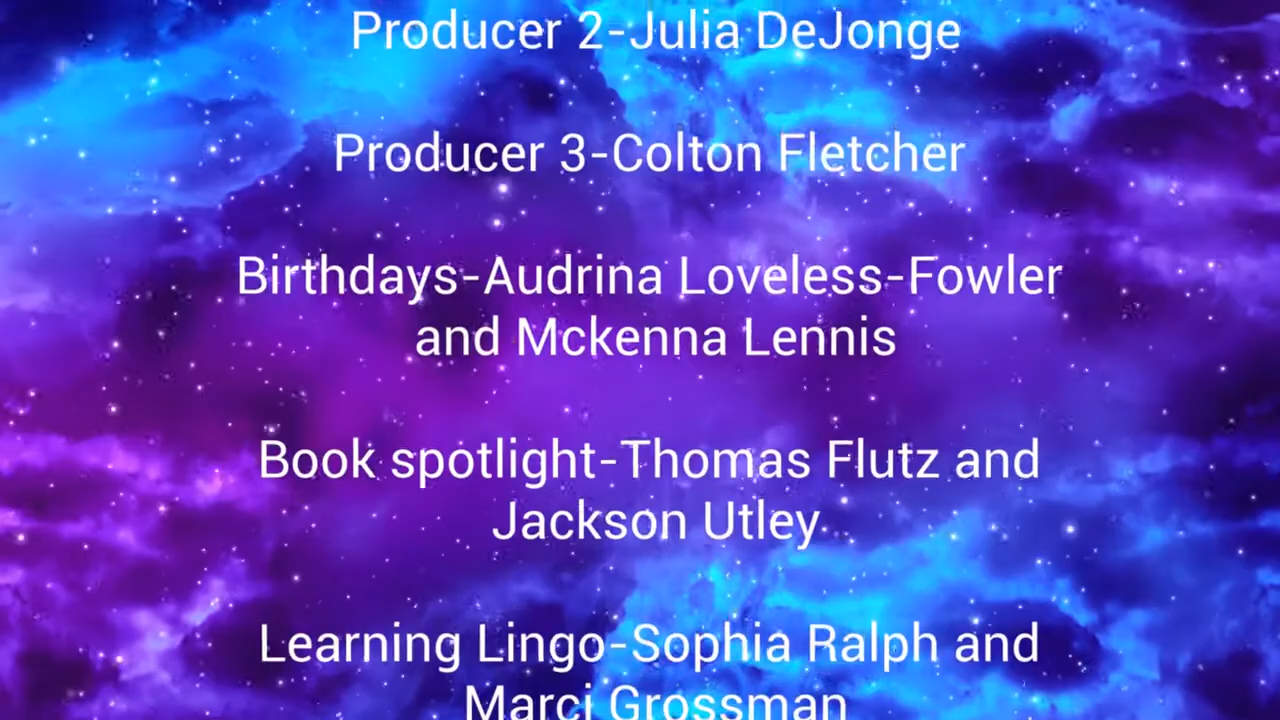 Producer 2-Julia DeJonge
Producer 3-Colton Fletcher
Birthdays-Audrina Loveless-Fowler
and Mckenna Lennis
Book spotlight-Thomas Flutz and
Jackson Utley
Learning Lingo-Sophia Ralph and
Marci Grossman